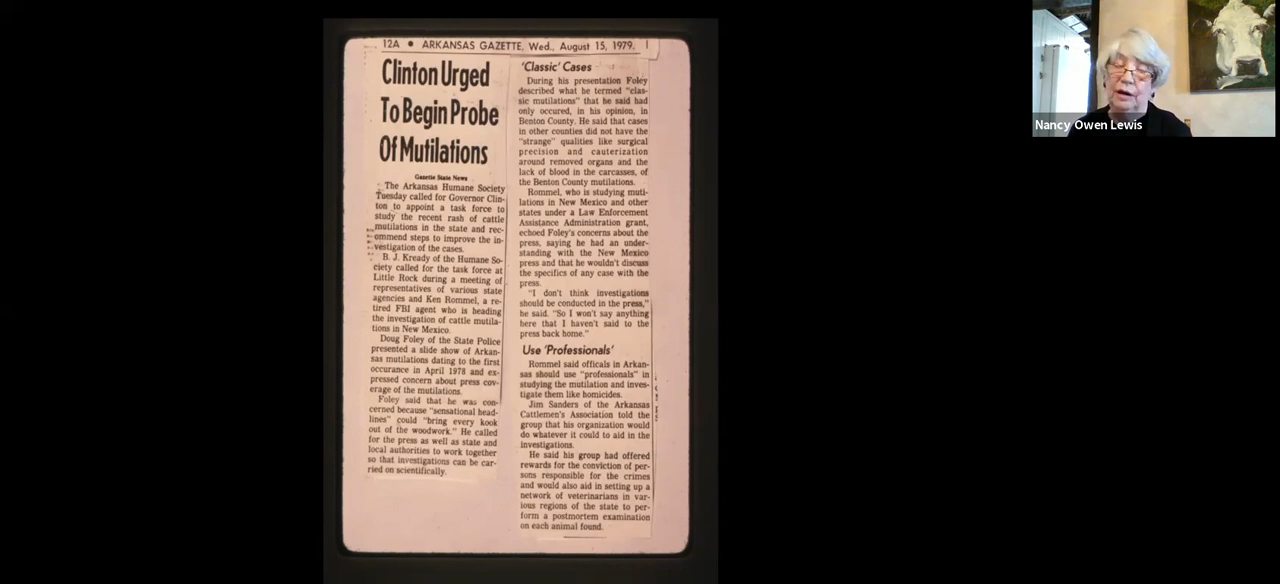 12A • ARKANSAS GAZETTE, Wed., August 15, 1979.
Clinton Urged
To Begin Probe
Of Mutilations
Gazette State News
The Arkansas Humane Society
Tuesday called for Governor Clin-
ton to appoint a task force to
study the recent rash of cattle
mutilations in the state and rec-
ommend steps to improve the in-
vestigation of the cases.
B. J. Kready of the Humane So-
ciety called for the task force at
Little Rock during a meeting of
representatives of various state
agencies and Ken Rommel, a re-
tired FBI agent who is heading
the investigation of cattle mutila-
tions in New Mexico.
Doug Foley of the State Police
presented a slide show of Arkan-
sas mutilations dating to the first
occurance in April 1978 and ex-
pressed concern about press cov-
erage of the mutilations.
Foley said that he was con-
cerned because "sensational head-
lines" could "bring every kook
out of the woodwork." He called
for the press as well as state and
local authorities to work together
so that investigations can be car-
ried on scientifically.
'Classic' Cases
During his presentation Foley
described what he termed "clas-
sic mutilations" that he said had
only occured, in his opinion, in
Benton County. He said that cases
in other counties did not have the
"strange" qualities like surgical
precision and cauterization
around removed organs and the
lack of blood in the carcasses, of
the Benton County mutilations.
Rommel, who is studying muti-
lations in New Mexico and other
states under a Law Enforcement
Assistance Administration grant,
echoed Foley's concerns about the
press, saying he had an under-
standing with the New Mexico
press and that he wouldn't discuss
the specifics of any case with the
press.
"I don't think investigations
should be conducted in the press,"
he said. "So I won't say anything
here that I haven't said to the
press back home."
Use 'Professionals'
Rommel said officals in Arkan-
sas should use "professionals" in
studying the mutilation and inves-
tigate them like homicides.
Jim Sanders of the Arkansas
Cattlemen's Association told the
group that his organization would
do whatever it could to aid in the
investigations.
He said his group had offered
rewards for the conviction of per-
sons responsible for the crimes
and would also aid in setting up a
network of veterinarians in var-
ious regions of the state to per-
form a postmortem examination
on each animal found.
Nancy Owen Lewis